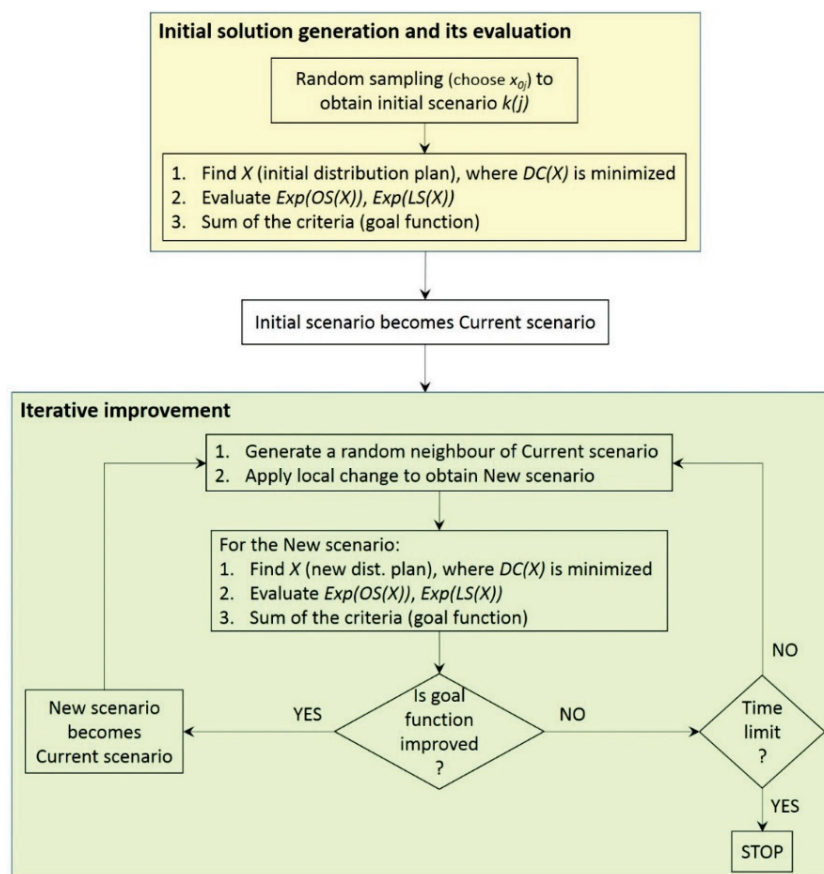 Initial solution generation and its evaluation
Random sampling (choose x0j) to
obtain initial scenario k(j)
1. Find X (initial distribution plan), where DC(X) is minimized
2. Evaluate Exp(OS(X)), Exp(LS(X))
3. Sum of the criteria (goal function)
Initial scenario becomes Current scenario
Iterative improvement
1. Generate a random neighbour of Current scenario
2. Apply local change to obtain New scenario
For the New scenario:
1. Find X (new dist. plan), where DC(X) is minimized
2. Evaluate Exp(OS(X)), Exp(LS(X))
3. Sum of the criteria (goal function)
Is goal
function
improved
?
YES
NO
New scenario
becomes
Current scenario
Time
limit
?
NO
YES
STOP